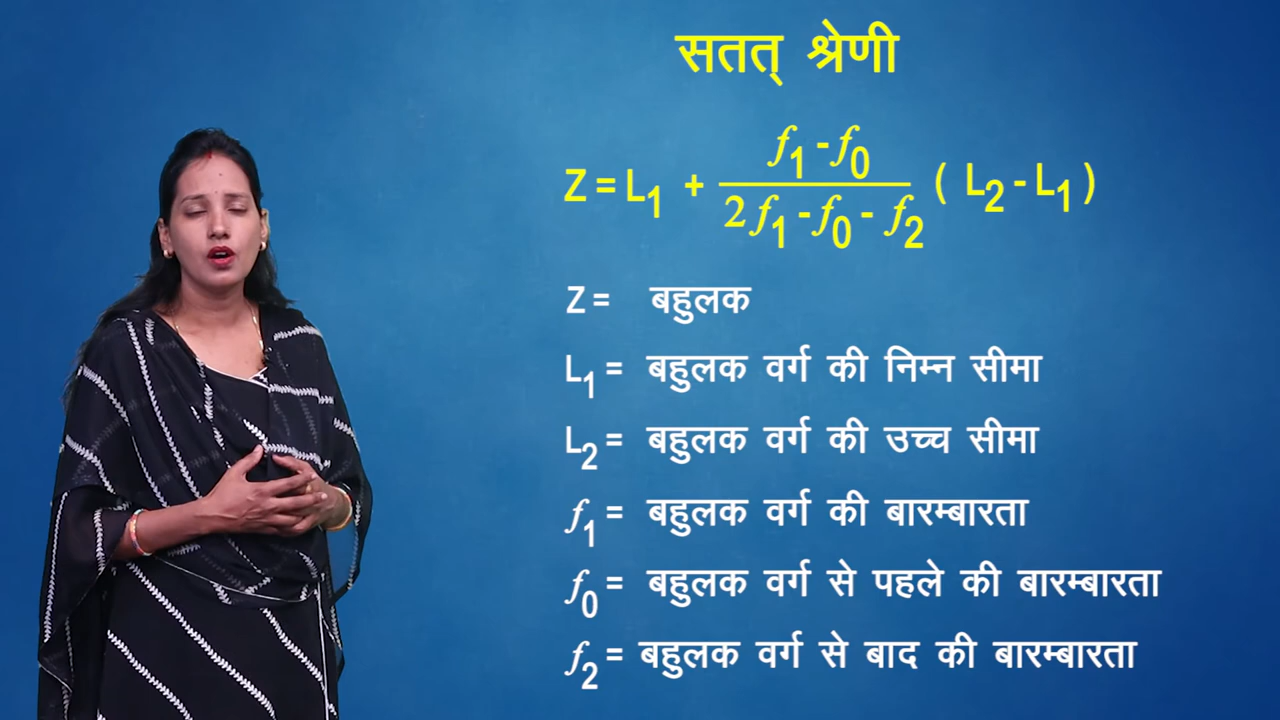 सतत् श्रेणी
Z = L₁ + (f₁ - f₀) / (2f₁ - f₀ - f₂) ( L₂ - L₁ )
Z = बहुलक
L₁ = बहुलक वर्ग की निम्न सीमा
L₂ = बहुलक वर्ग की उच्च सीमा
f₁ = बहुलक वर्ग की बारम्बारता
f₀ = बहुलक वर्ग से पहले की बारम्बारता
f₂ = बहुलक वर्ग से बाद की बारम्बारता